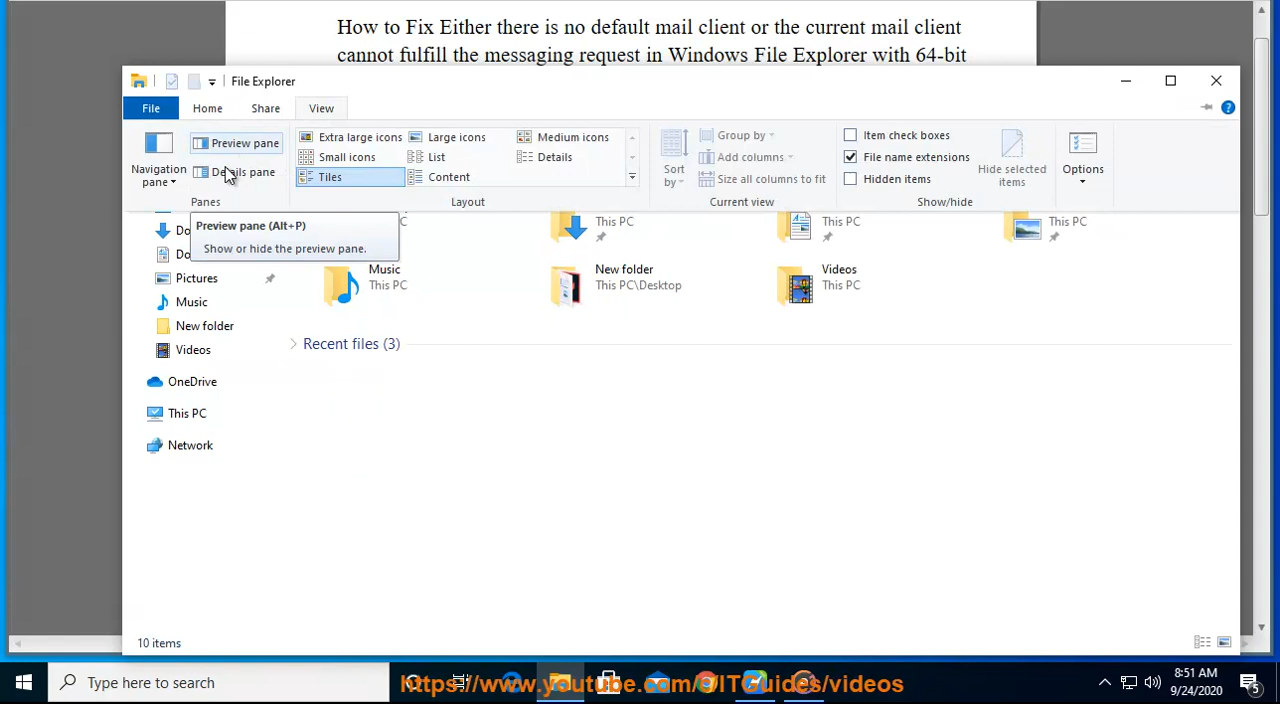 How to Fix Either there is no default mail client or the current mail client
cannot fulfill the messaging request in Windows File Explorer with 64-bit
File Explorer
File Home Share View
Navigation pane
Preview pane
Details pane
Panes
Extra large icons Large icons Medium icons
Small icons List Details
Tiles Content
Layout
Sort by
Group by
Add columns
Size all columns to fit
Current view
Item check boxes
File name extensions
Hidden items
Hide selected items
Show/hide
Options
Preview pane (Alt+P)
Show or hide the preview pane.
Do
Do
Pictures
Music
New folder
Videos
OneDrive
This PC
Network
This PC
This PC
This PC
Music
This PC
New folder
This PC\Desktop
Videos
This PC
Recent files (3)
10 items
Type here to search
https://www.youtube.com/c/ITGuides/videos
8:51 AM
9/24/2020
5